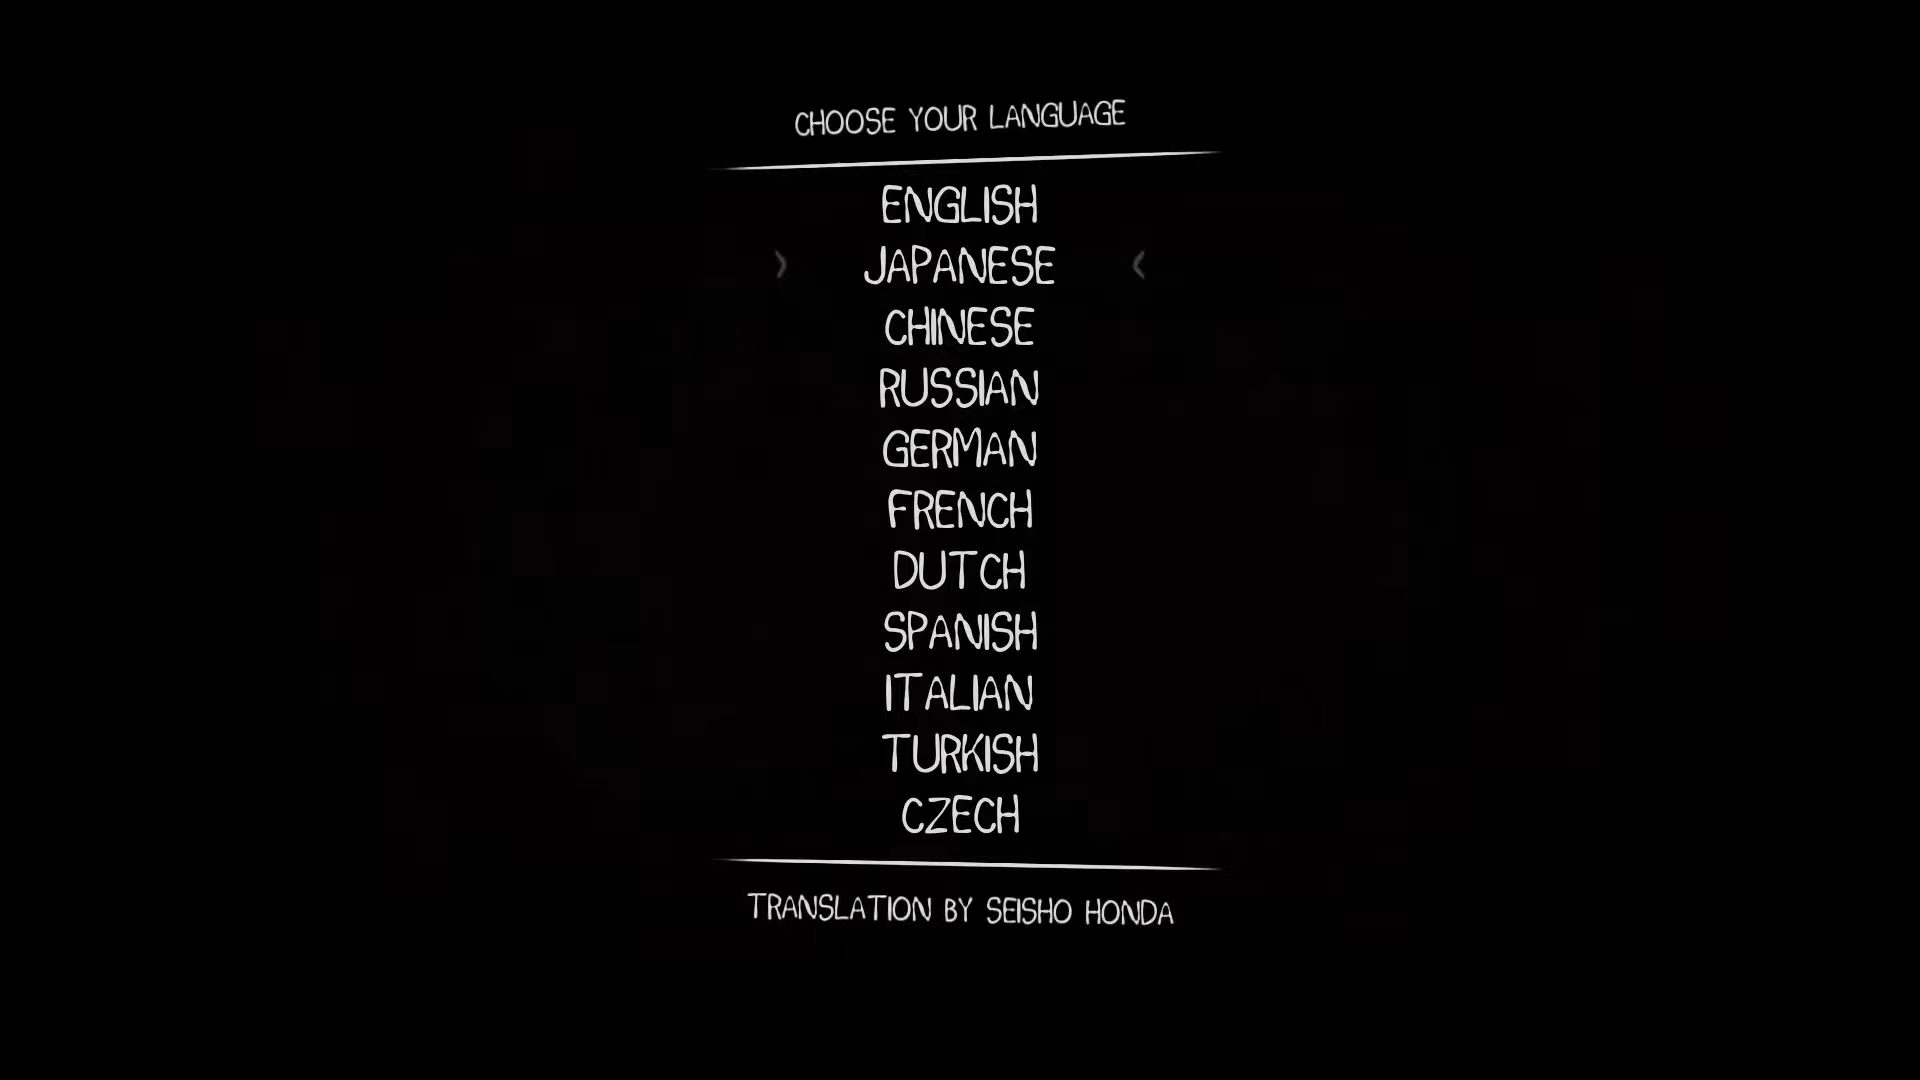 CHOOSE YOUR LANGUAGE
ENGLISH
JAPANESE
CHINESE
RUSSIAN
GERMAN
FRENCH
DUTCH
SPANISH
ITALIAN
TURKISH
CZECH
TRANSLATION BY SEISHO HONDA